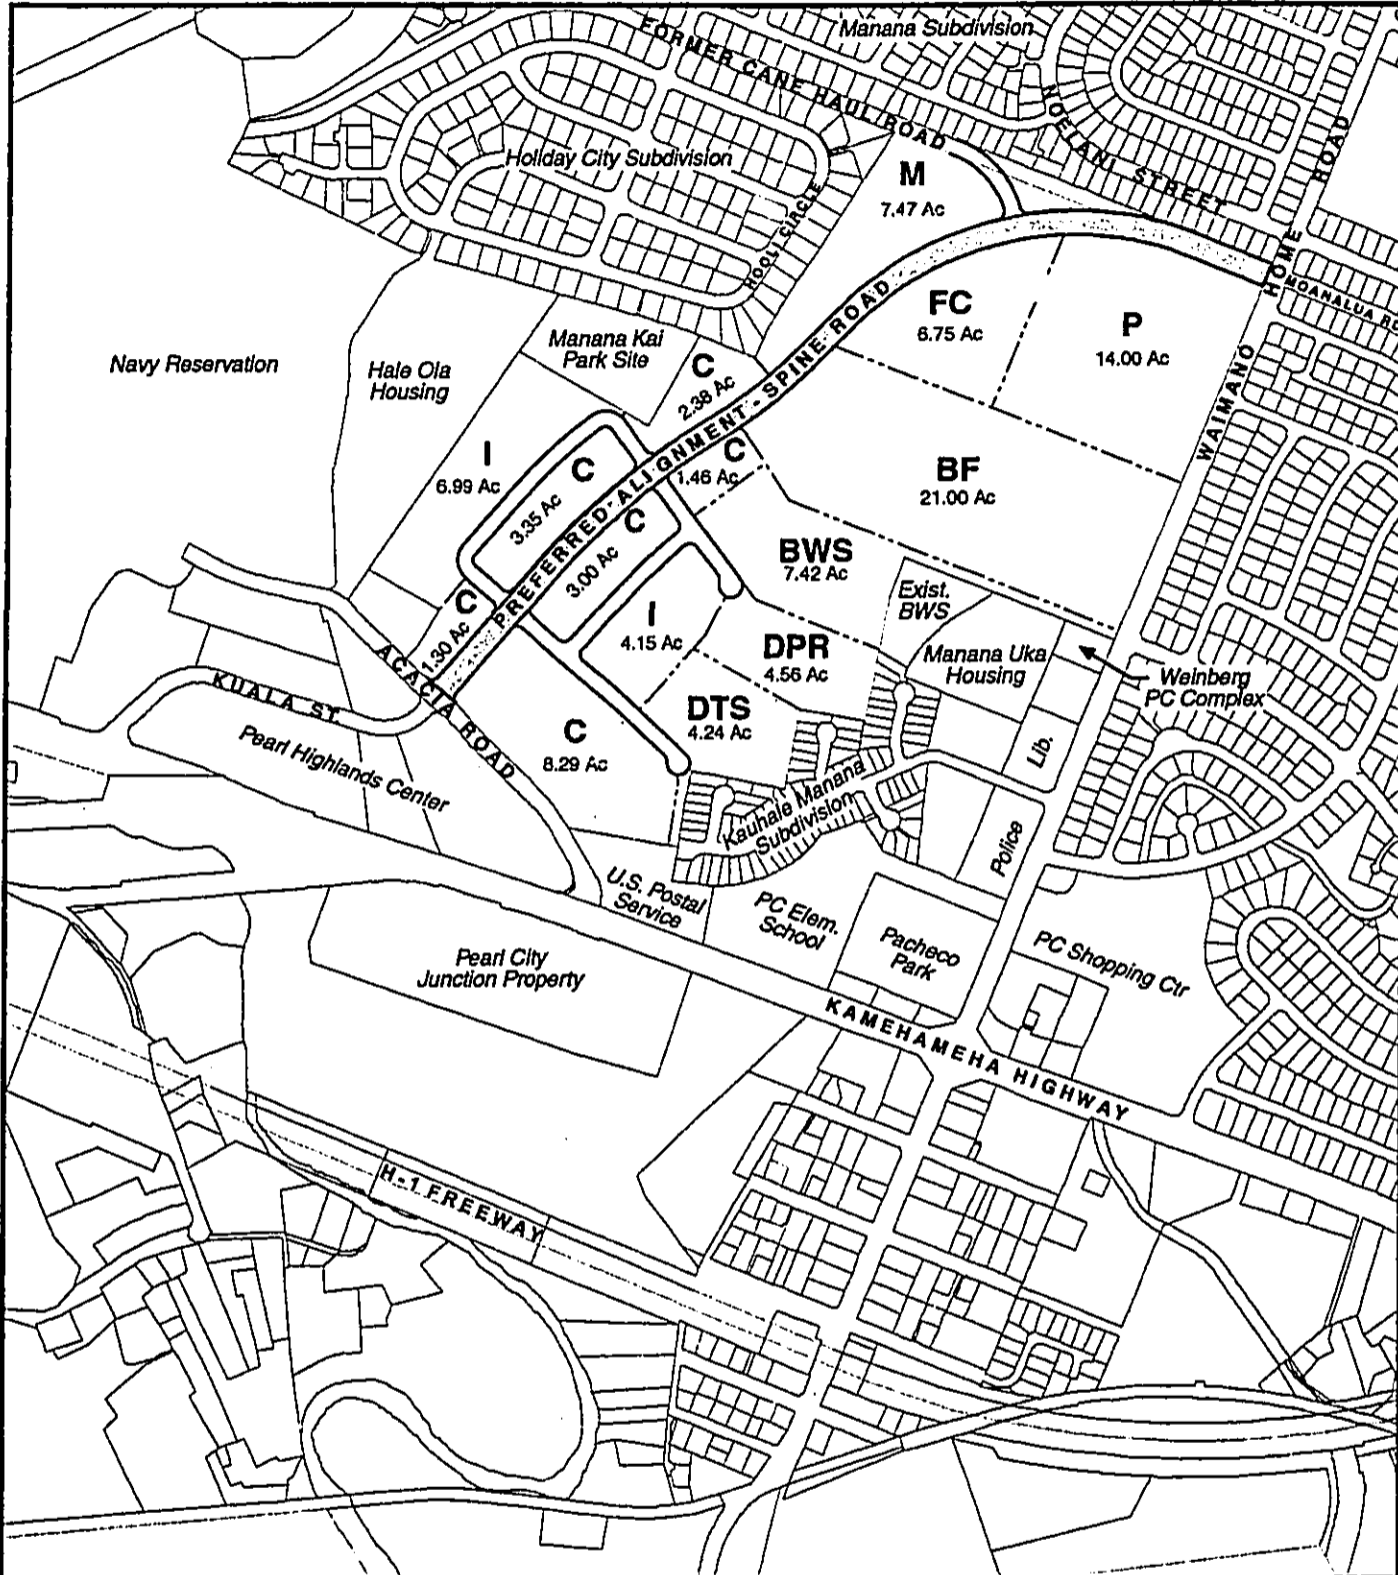 Manana Subdivision
FORMER CANE HAUL ROAD
NOELANI STREET
ROAD
HOME
WAIMANO
MOANALUA
Holiday City Subdivision
HOOLI CIRCLE
M
7.47 Ac
FC
6.75 Ac
P
14.00 Ac
Navy Reservation
Hale Ola
Housing
Manana Kai
Park Site
C
2.38 Ac
PREFERRED - ALIGNMENT - SPINE ROAD
I
6.99 Ac
C
3.35 Ac
C
1.46 Ac
BF
21.00 Ac
C
3.00 Ac
BWS
7.42 Ac
Exist.
BWS
C
1.30 Ac
I
4.15 Ac
DPR
4.56 Ac
Manana Uka
Housing
Weinberg
PC Complex
ACACIA ROAD
KUALA ST.
Pearl Highlands Center
C
8.29 Ac
DTS
4.24 Ac
Lib.
Kauhale Manana
Subdivision
Police
U.S. Postal
Service
PC Elem.
School
Pacheco
Park
PC Shopping Ctr
Pearl City
Junction Property
KAMEHAMEHA HIGHWAY
H-1 FREEWAY